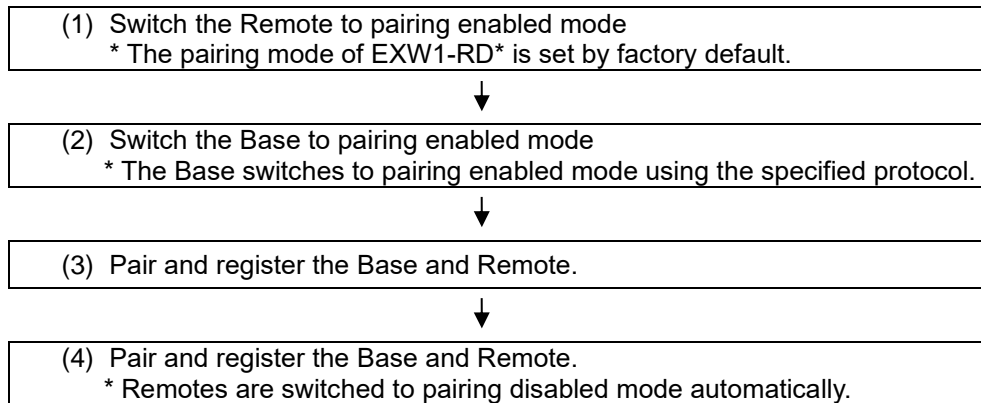 (1) Switch the Remote to pairing enabled mode
* The pairing mode of EXW1-RD* is set by factory default.
(2) Switch the Base to pairing enabled mode
* The Base switches to pairing enabled mode using the specified protocol.
(3) Pair and register the Base and Remote.
(4) Pair and register the Base and Remote.
* Remotes are switched to pairing disabled mode automatically.